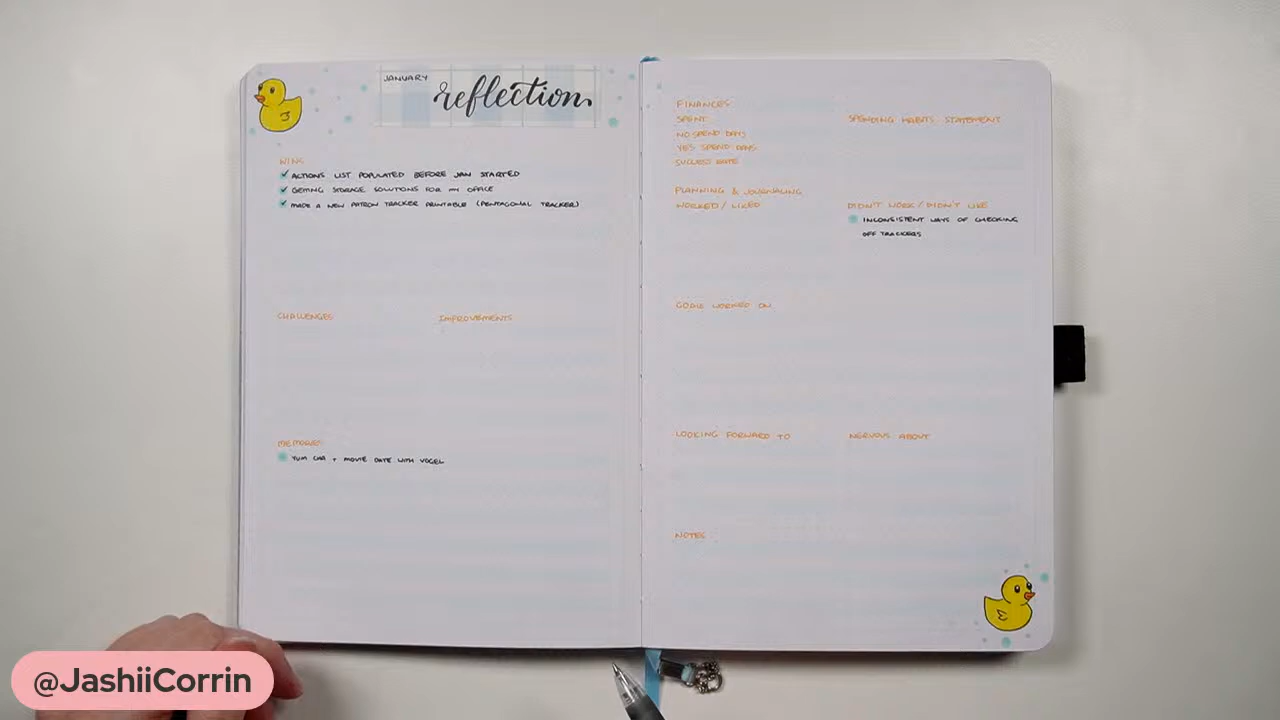 JANUARY
reflection
WINS
ACTIONS LIST POPULATED BEFORE JAN STARTED
GETTING STORAGE SOLUTIONS FOR MY OFFICE
MADE A NEW PATRON TRACKER PRINTABLE (PENTAGONAL TRACKER)
CHALLENGES
IMPROVEMENTS
MEMORIES
YUM CHA + MOVIE DATE WITH VOGEL
FINANCES
SPENT
NO SPEND DAYS
YES SPEND DAYS
SUCCESS RATE
SPENDING HABITS STATEMENT
PLANNING & JOURNALING
WORKED / LIKED
DIDN'T WORK / DIDN'T LIKE
INCONSISTENT WAYS OF CHECKING
OFF TRACKERS
GOALS WORKED ON
LOOKING FORWARD TO
NERVOUS ABOUT
NOTES
@JashiiCorrin